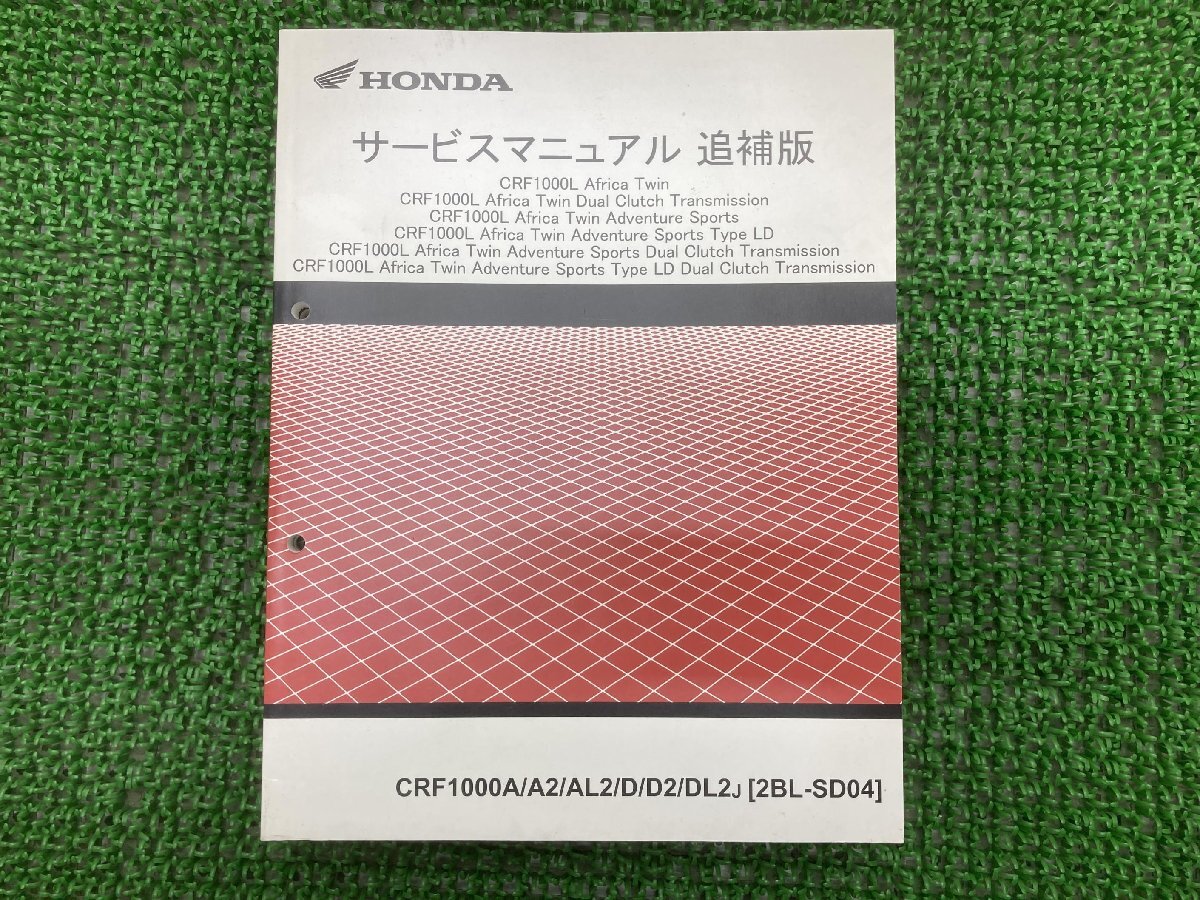 HONDA
サービスマニュアル 追補版
CRF1000L Africa Twin
CRF1000L Africa Twin Dual Clutch Transmission
CRF1000L Africa Twin Adventure Sports
CRF1000L Africa Twin Adventure Sports Type LD
CRF1000L Africa Twin Adventure Sports Dual Clutch Transmission
CRF1000L Africa Twin Adventure Sports Type LD Dual Clutch Transmission
CRF1000A/A2/AL2/D/D2/DL2J [2BL-SD04]